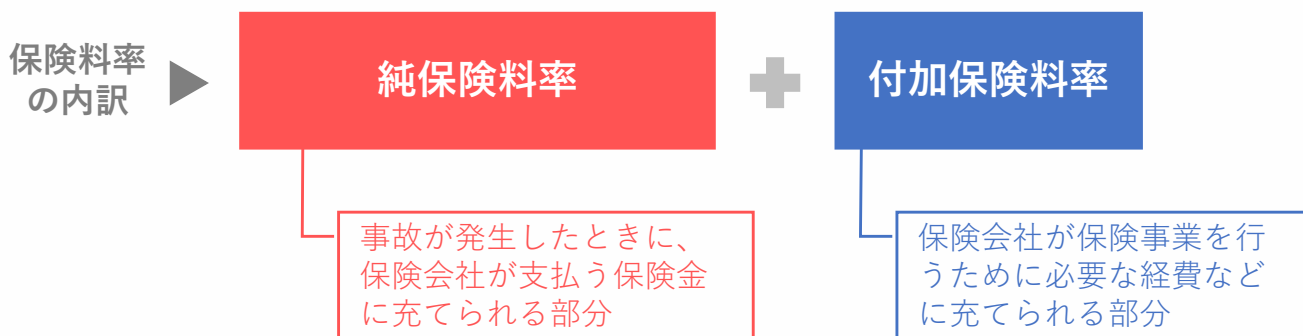 保険料率
の内訳
純保険料率
付加保険料率
事故が発生したときに、
保険会社が支払う保険金
に充てられる部分
保険会社が保険事業を行
うために必要な経費など
に充てられる部分